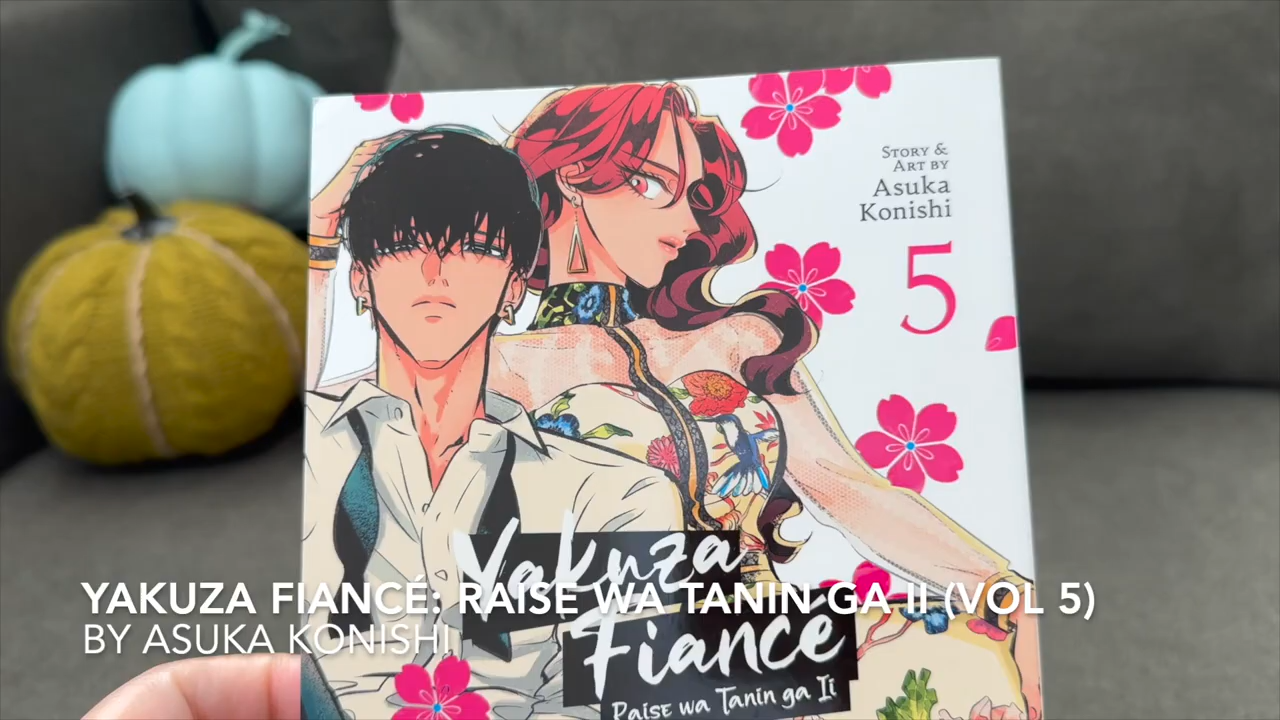 STORY &
ART BY
Asuka
Konishi
5
Yakuza
Fiancé
Raise wa Tanin ga Ii
YAKUZA FIANCÉ: RAISE WA TANIN GA II (VOL 5)
BY ASUKA KONISHI